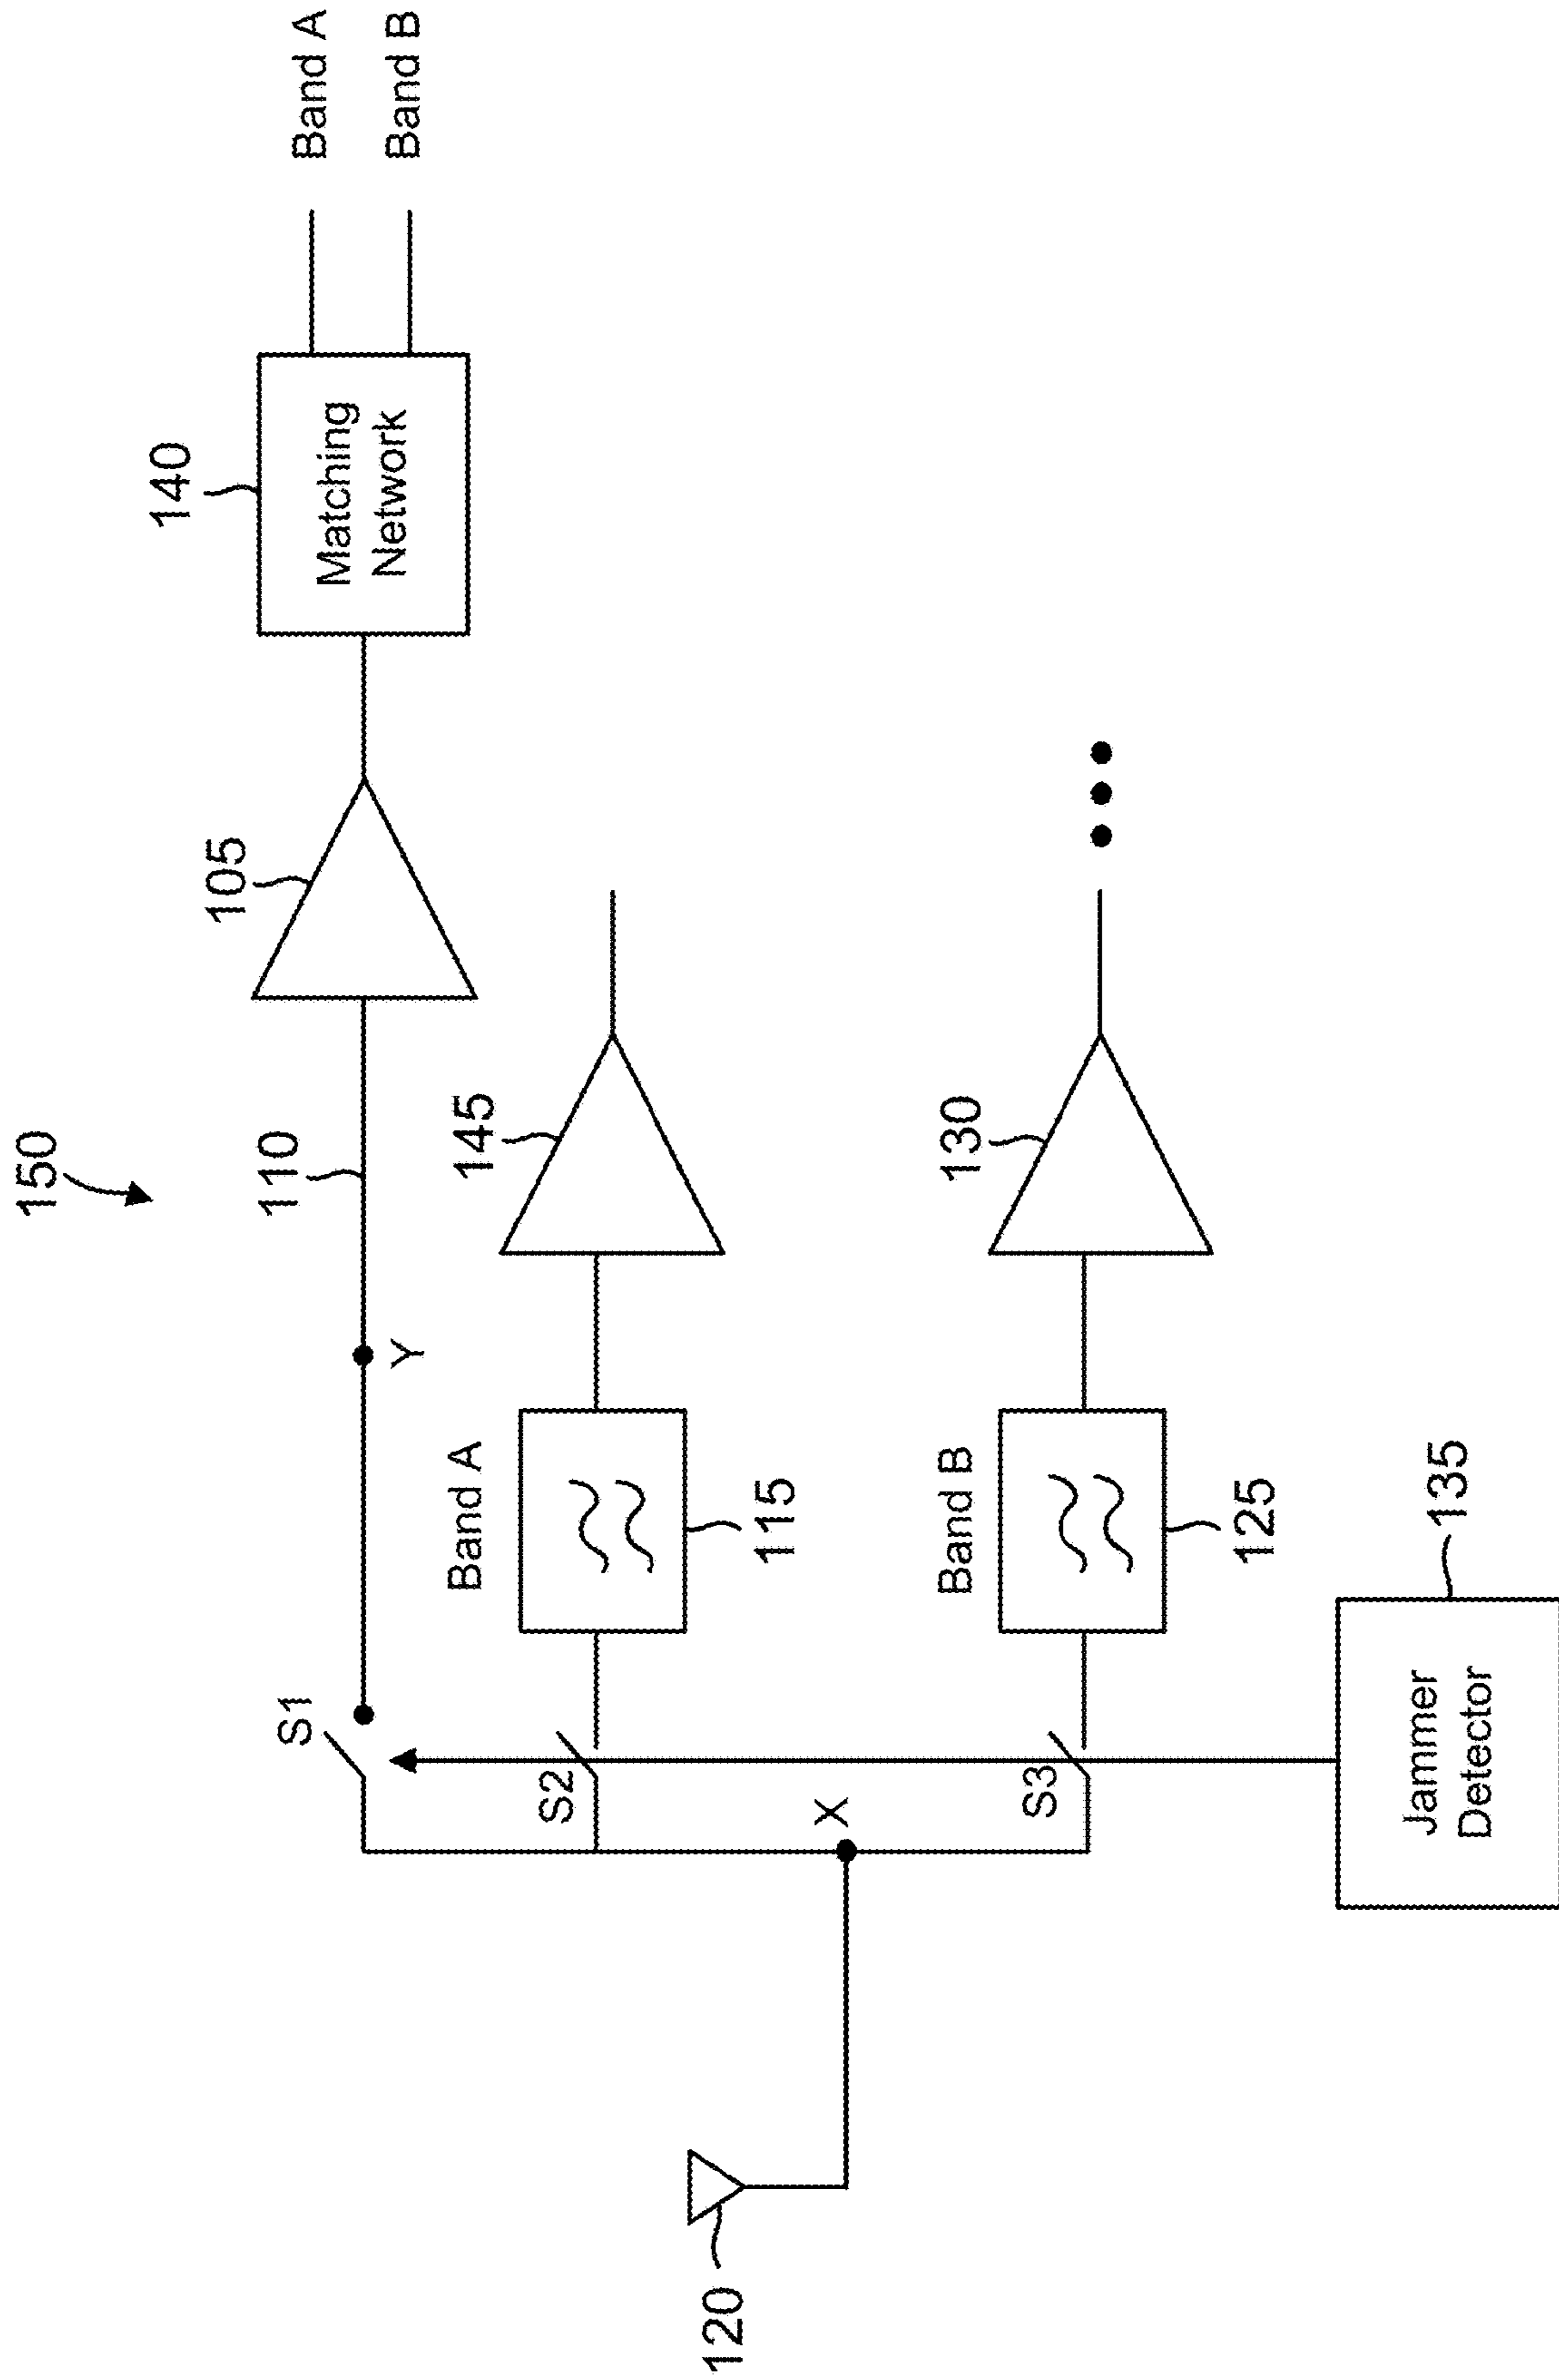 150
Band A
Band B
140
Matching
Network
105
110
Y
S1
145
Band A
115
S2
X
130
Band B
125
S3
120
135
Jammer
Detector